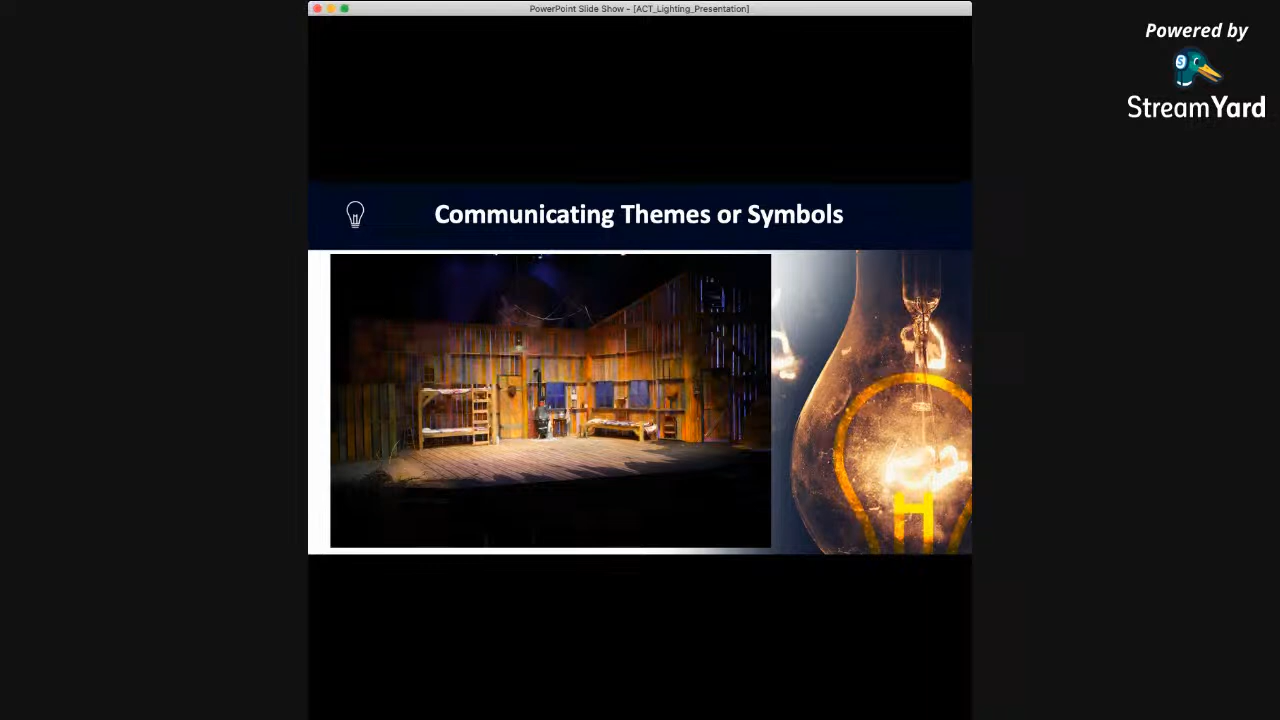 PowerPoint Slide Show - [ACT_Lighting_Presentation]
Powered by
S
StreamYard
Communicating Themes or Symbols